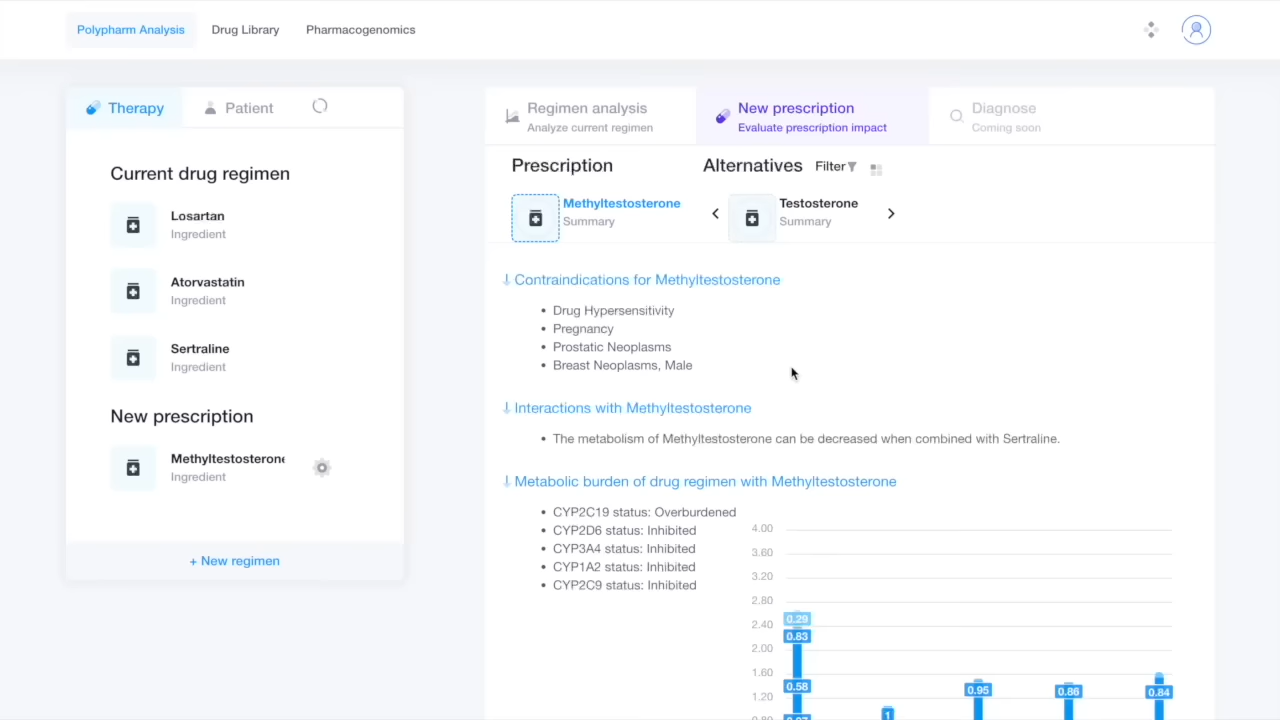 Polypharm Analysis
Drug Library
Pharmacogenomics
Therapy
Patient
Current drug regimen
Losartan
Ingredient
Atorvastatin
Ingredient
Sertraline
Ingredient
New prescription
Methyltestosterone
Ingredient
+ New regimen
Regimen analysis
Analyze current regimen
New prescription
Evaluate prescription impact
Diagnose
Coming soon
Prescription
Alternatives
Filter
Methyltestosterone
Summary
Testosterone
Summary
Contraindications for Methyltestosterone
• Drug Hypersensitivity
• Pregnancy
• Prostatic Neoplasms
• Breast Neoplasms, Male
Interactions with Methyltestosterone
• The metabolism of Methyltestosterone can be decreased when combined with Sertraline.
Metabolic burden of drug regimen with Methyltestosterone
• CYP2C19 status: Overburdened
• CYP2D6 status: Inhibited
• CYP3A4 status: Inhibited
• CYP1A2 status: Inhibited
• CYP2C9 status: Inhibited
4.00
3.60
3.20
2.80
2.40
2.00
1.60
1.20
0.29
0.83
0.58
1
0.95
0.86
0.84